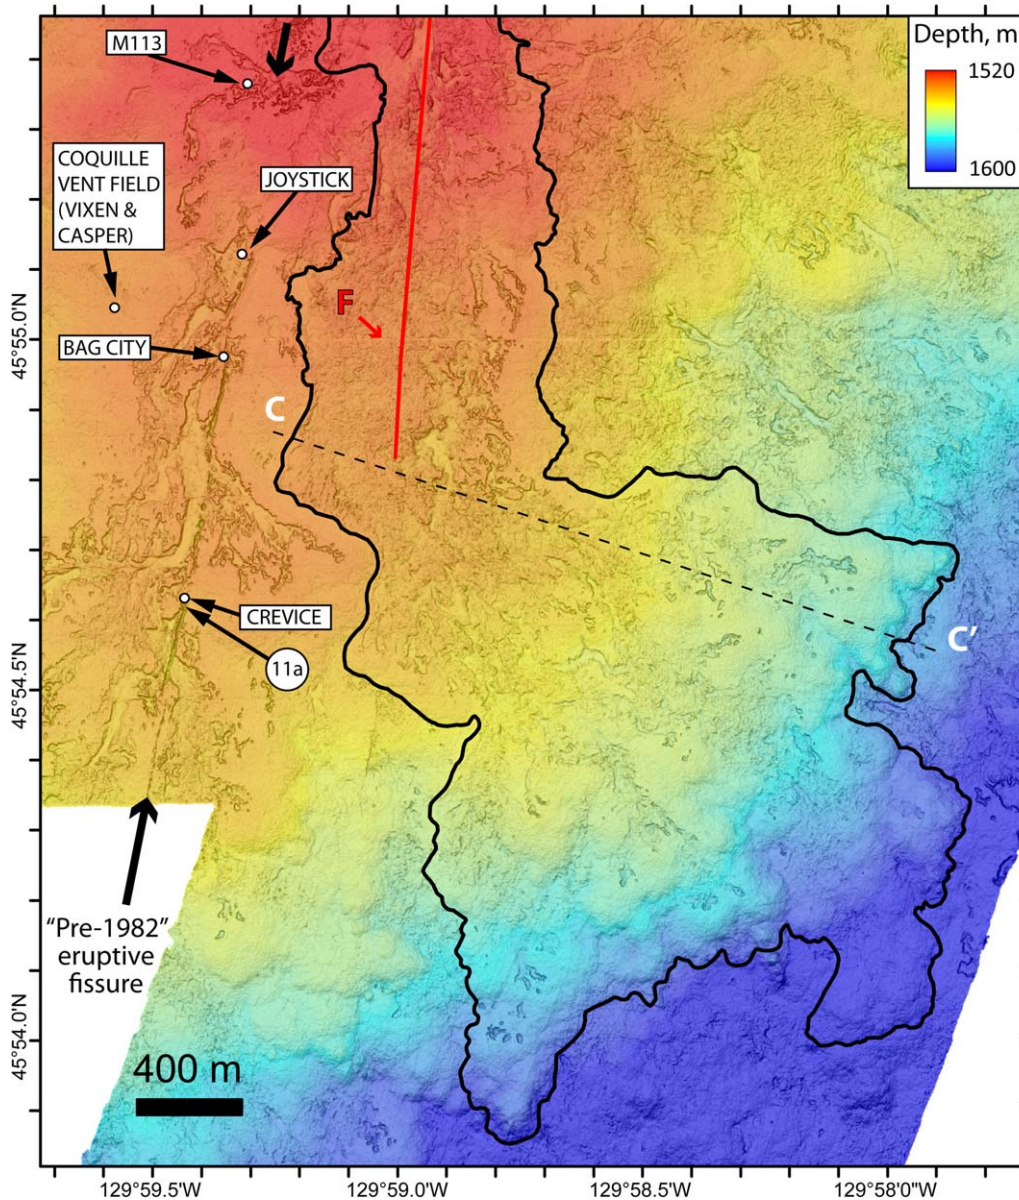 M113
Depth, m
1520
1600
COQUILLE
VENT FIELD
(VIXEN &
CASPER)
JOYSTICK
F
45°55.0'N
BAG CITY
C
CREVICE
C'
11a
45°54.5'N
"Pre-1982"
eruptive
fissure
45°54.0'N
400 m
129°59.5'W
129°59.0'W
129°58.5'W
129°58'0'W